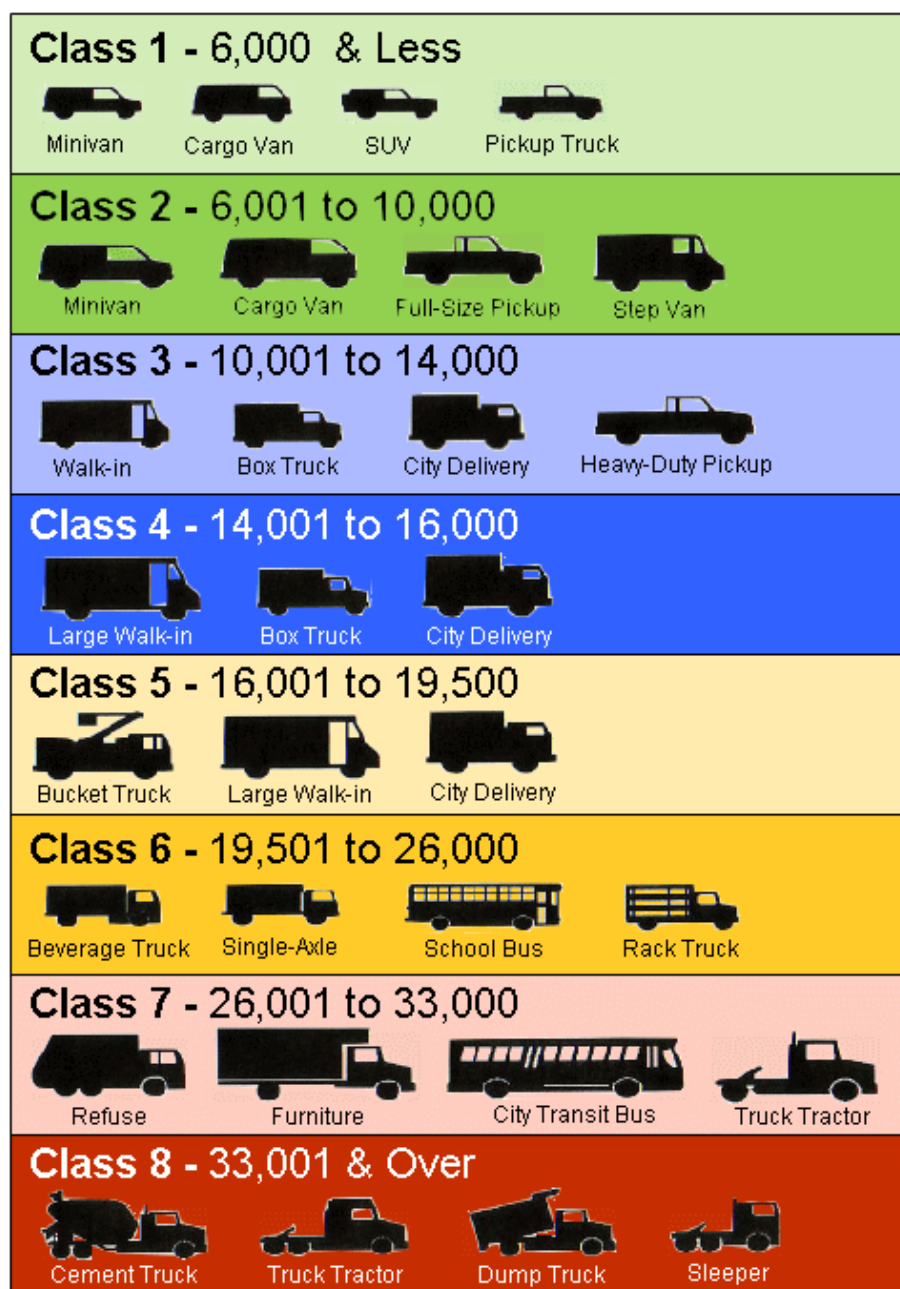 Class 1 - 6,000 & Less
Minivan Cargo Van SUV Pickup Truck
Class 2 - 6,001 to 10,000
Minivan Cargo Van Full-Size Pickup Step Van
Class 3 - 10,001 to 14,000
Walk-in Box Truck City Delivery Heavy-Duty Pickup
Class 4 - 14,001 to 16,000
Large Walk-in Box Truck City Delivery
Class 5 - 16,001 to 19,500
Bucket Truck Large Walk-in City Delivery
Class 6 - 19,501 to 26,000
Beverage Truck Single-Axle School Bus Rack Truck
Class 7 - 26,001 to 33,000
Refuse Furniture City Transit Bus Truck Tractor
Class 8 - 33,001 & Over
Cement Truck Truck Tractor Dump Truck Sleeper